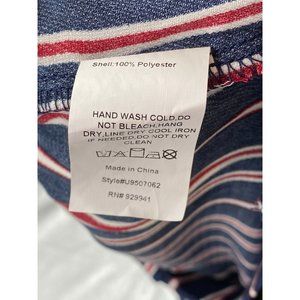 Shell:100% Polyester
HAND WASH COLD,DO
NOT BLEACH,HANG
DRY,LINE DRY COOL IRON
IF NEEDED,DO NOT DRY
CLEAN
Made in China
Style#U9507062
RN# 929941